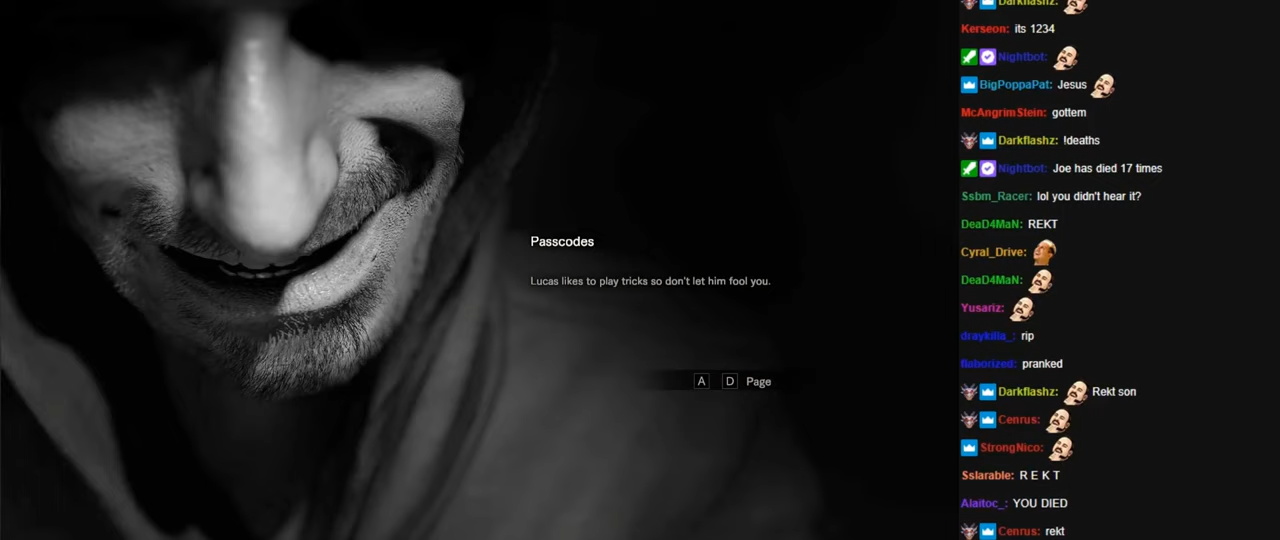 Passcodes
Lucas likes to play tricks so don't let him fool you.
A D Page
Darkflashz:
Kerseon: its 1234
Nightbot:
BigPoppaPat: Jesus
McAngrimStein: gottem
Darkflashz: !deaths
Nightbot: Joe has died 17 times
Ssbm_Racer: lol you didn't hear it?
DeaD4MaN: REKT
Cyral_Drive:
DeaD4MaN:
Yusariz:
draykilla_: rip
flaborized: pranked
Darkflashz: Rekt son
Cenrus:
StrongNico:
Sslarable: R E K T
Alaitoc_: YOU DIED
Cenrus: rekt